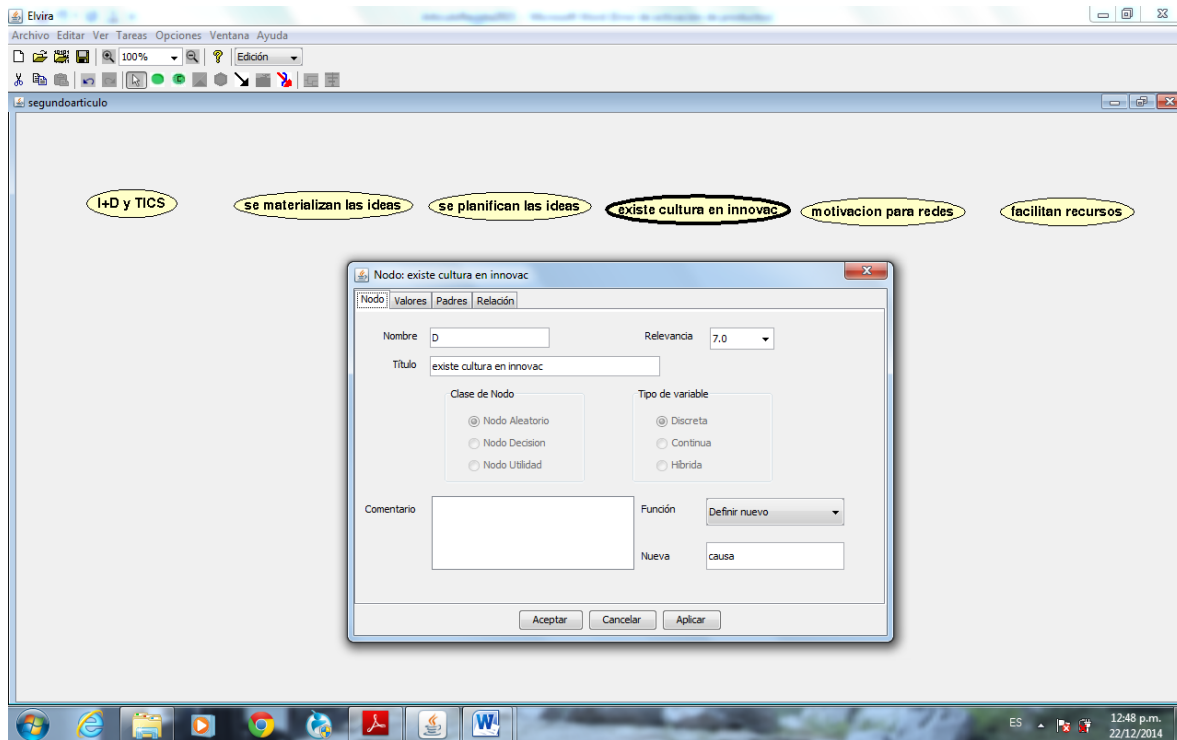 Elvira
Archivo Editar Ver Tareas Opciones Ventana Ayuda
100% Edición
segundoarticulo
I+D y TICS
se materializan las ideas
se planifican las ideas
existe cultura en innovac
motivacion para redes
facilitan recursos
Nodo: existe cultura en innovac
Nodo Valores Padres Relación
Nombre D Relevancia 7.0
Título existe cultura en innovac
Clase de Nodo Tipo de variable
Nodo Aleatorio Discreta
Nodo Decision Continua
Nodo Utilidad Híbrida
Comentario Función Definir nuevo
Nueva causa
Aceptar Cancelar Aplicar
ES 12:48 p.m.
22/12/2014